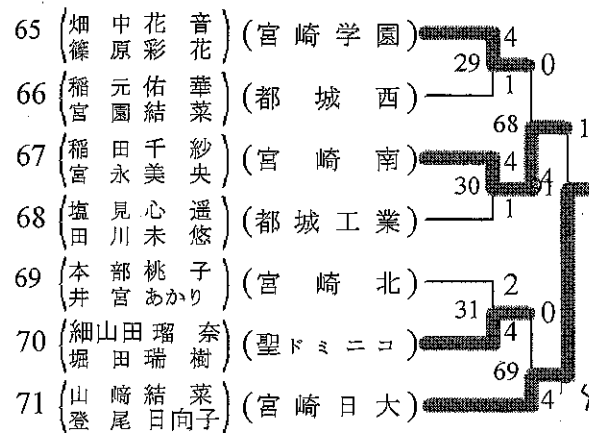 65 畑中花音 篠原彩花 (宮崎学園) 4
29 0
66 稲元佑華 宮園結菜 (都城西) 1
68 1
67 稲田千紗 宮永美央 (宮崎南) 4
30 4
68 塩見心遥 田川未悠 (都城工業) 1
69 本部桃子 井宮あかり (宮崎北) 2
31 0
70 細山田瑠奈 堀田瑞樹 (聖ドミニコ) 4
69
71 山﨑結菜 登尾日向子 (宮崎日大) 4